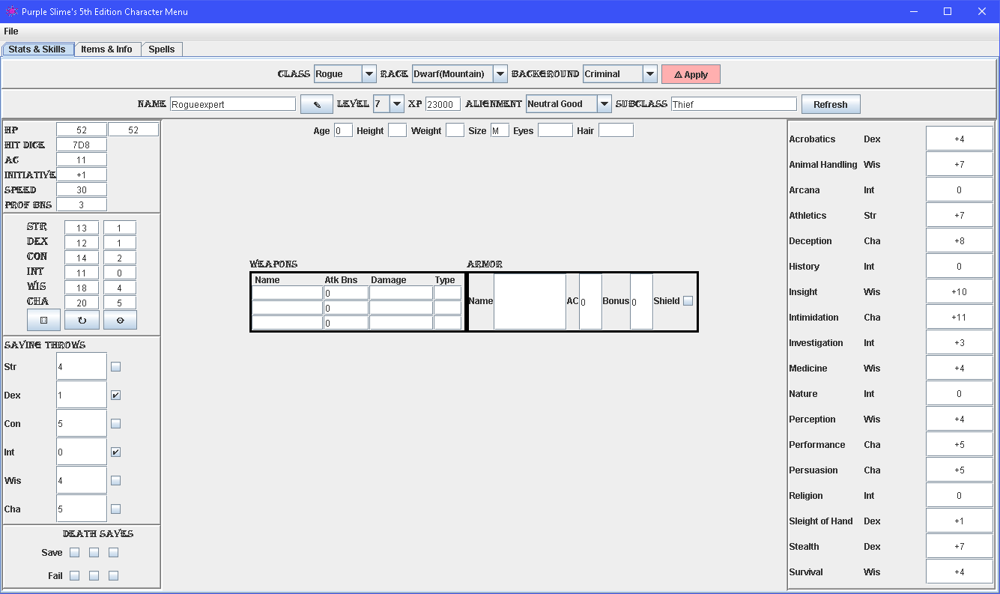 Purple Slime's 5th Edition Character Menu
File
Stats & Skills Items & Info Spells
CLASS Rogue RACE Dwarf(Mountain) BACKGROUND Criminal ⚠ Apply
NAME Rogueexpert ✎ LEVEL 7 XP 23000 ALIGNMENT Neutral Good SUBCLASS Thief Refresh
HP 52 52
HIT DICE 7D8
AC 11
INITIATIVE +1
SPEED 30
PROF BNS 3
STR 13 1
DEX 12 1
CON 14 2
INT 11 0
WIS 18 4
CHA 20 5
SAVING THROWS
Str 4
Dex 1
Con 5
Int 0
Wis 4
Cha 5
DEATH SAVES
Save
Fail
Age 0 Height Weight Size M Eyes Hair
WEAPONS
Name Atk Bns Damage Type
0
0
0
ARMOR
Name AC 0 Bonus 0 Shield
Acrobatics Dex +4
Animal Handling Wis +7
Arcana Int 0
Athletics Str +7
Deception Cha +8
History Int 0
Insight Wis +10
Intimidation Cha +11
Investigation Int +3
Medicine Wis +4
Nature Int 0
Perception Wis +4
Performance Cha +5
Persuasion Cha +5
Religion Int 0
Sleight of Hand Dex +1
Stealth Dex +7
Survival Wis +4